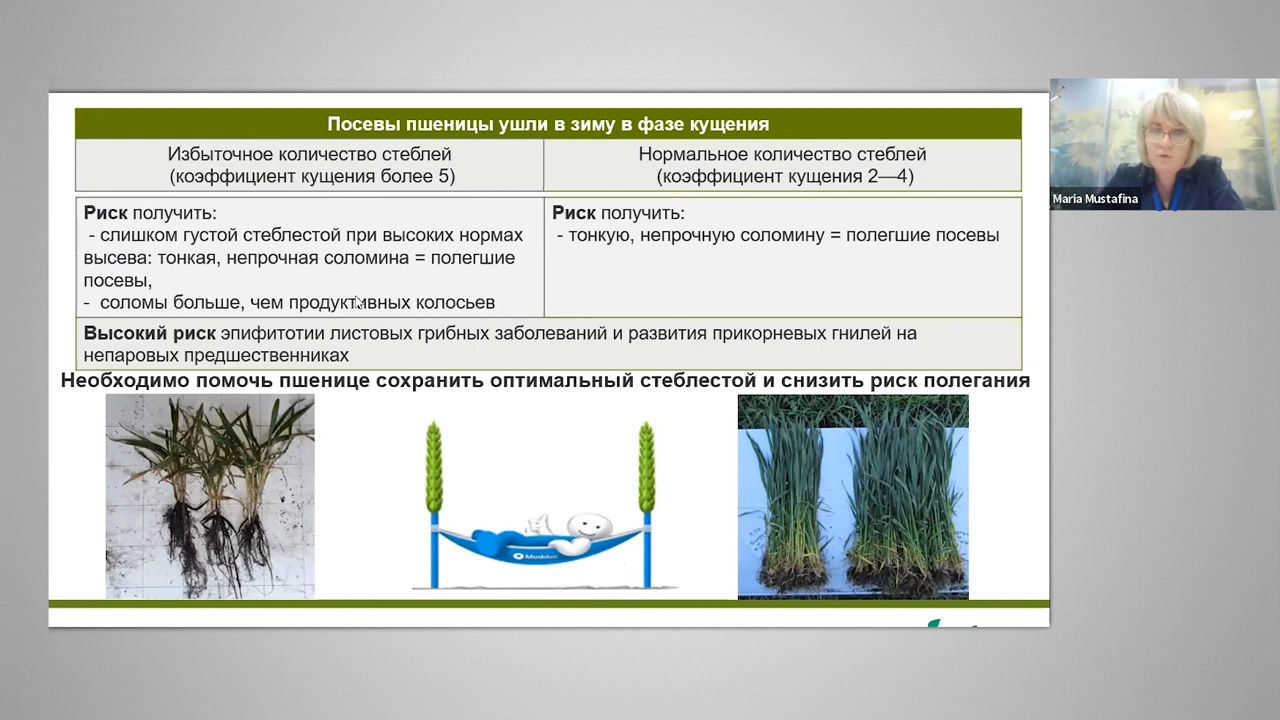 Посевы пшеницы ушли в зиму в фазе кущения
Избыточное количество стеблей
(коэффициент кущения более 5)
Нормальное количество стеблей
(коэффициент кущения 2—4)
Риск получить:
- слишком густой стеблестой при высоких нормах
высева: тонкая, непрочная соломина = полегшие
посевы,
- соломы больше, чем продуктивных колосьев
Риск получить:
- тонкую, непрочную соломину = полегшие посевы
Высокий риск эпифитотии листовых грибных заболеваний и развития прикорневых гнилей на
непаровых предшественниках
Необходимо помочь пшенице сохранить оптимальный стеблестой и снизить риск полегания
Moddus
Maria Mustafina